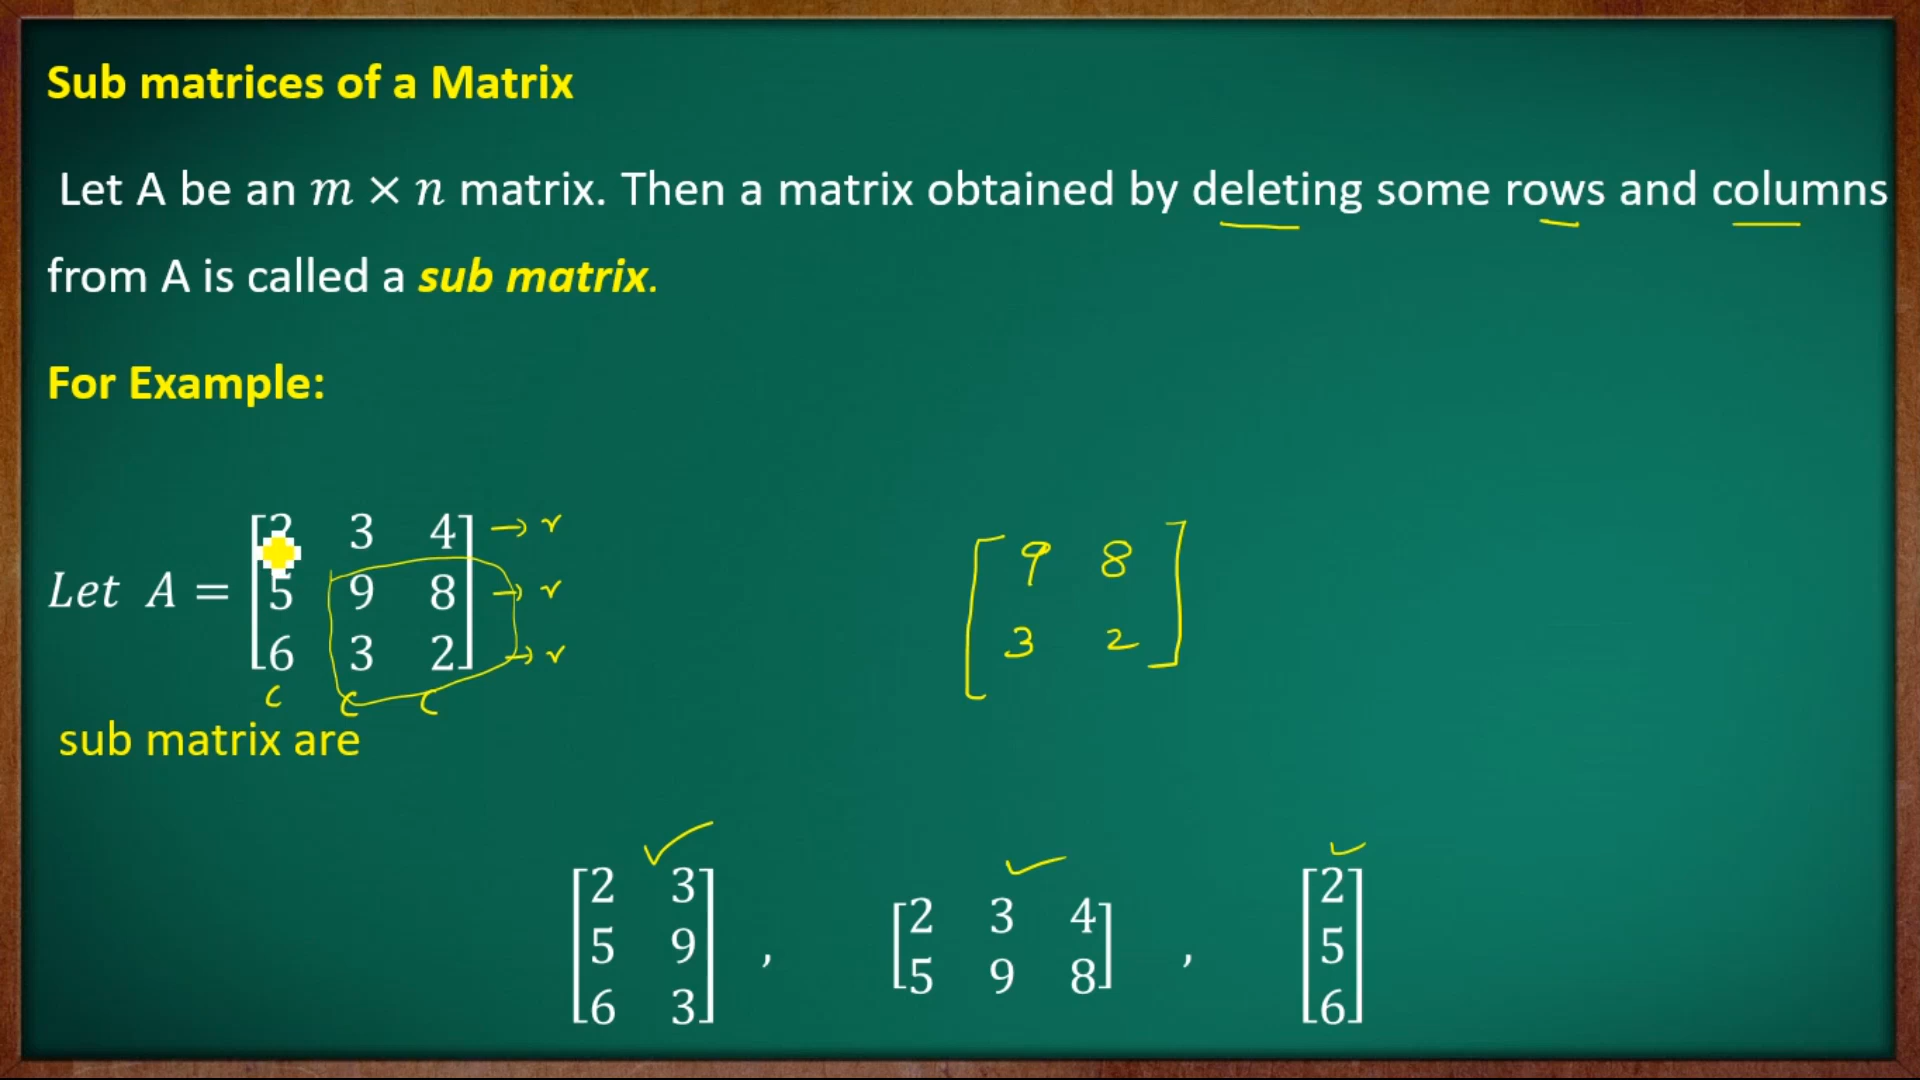 Sub matrices of a Matrix
Let A be an m × n matrix. Then a matrix obtained by deleting some rows and columns
from A is called a sub matrix.
For Example:
2 3 4 → r
Let A = 5 9 8 → r
6 3 2 → r
c c c
9 8
3 2
sub matrix are
2 3
5 9
6 3
,
2 3 4
5 9 8
,
2
5
6